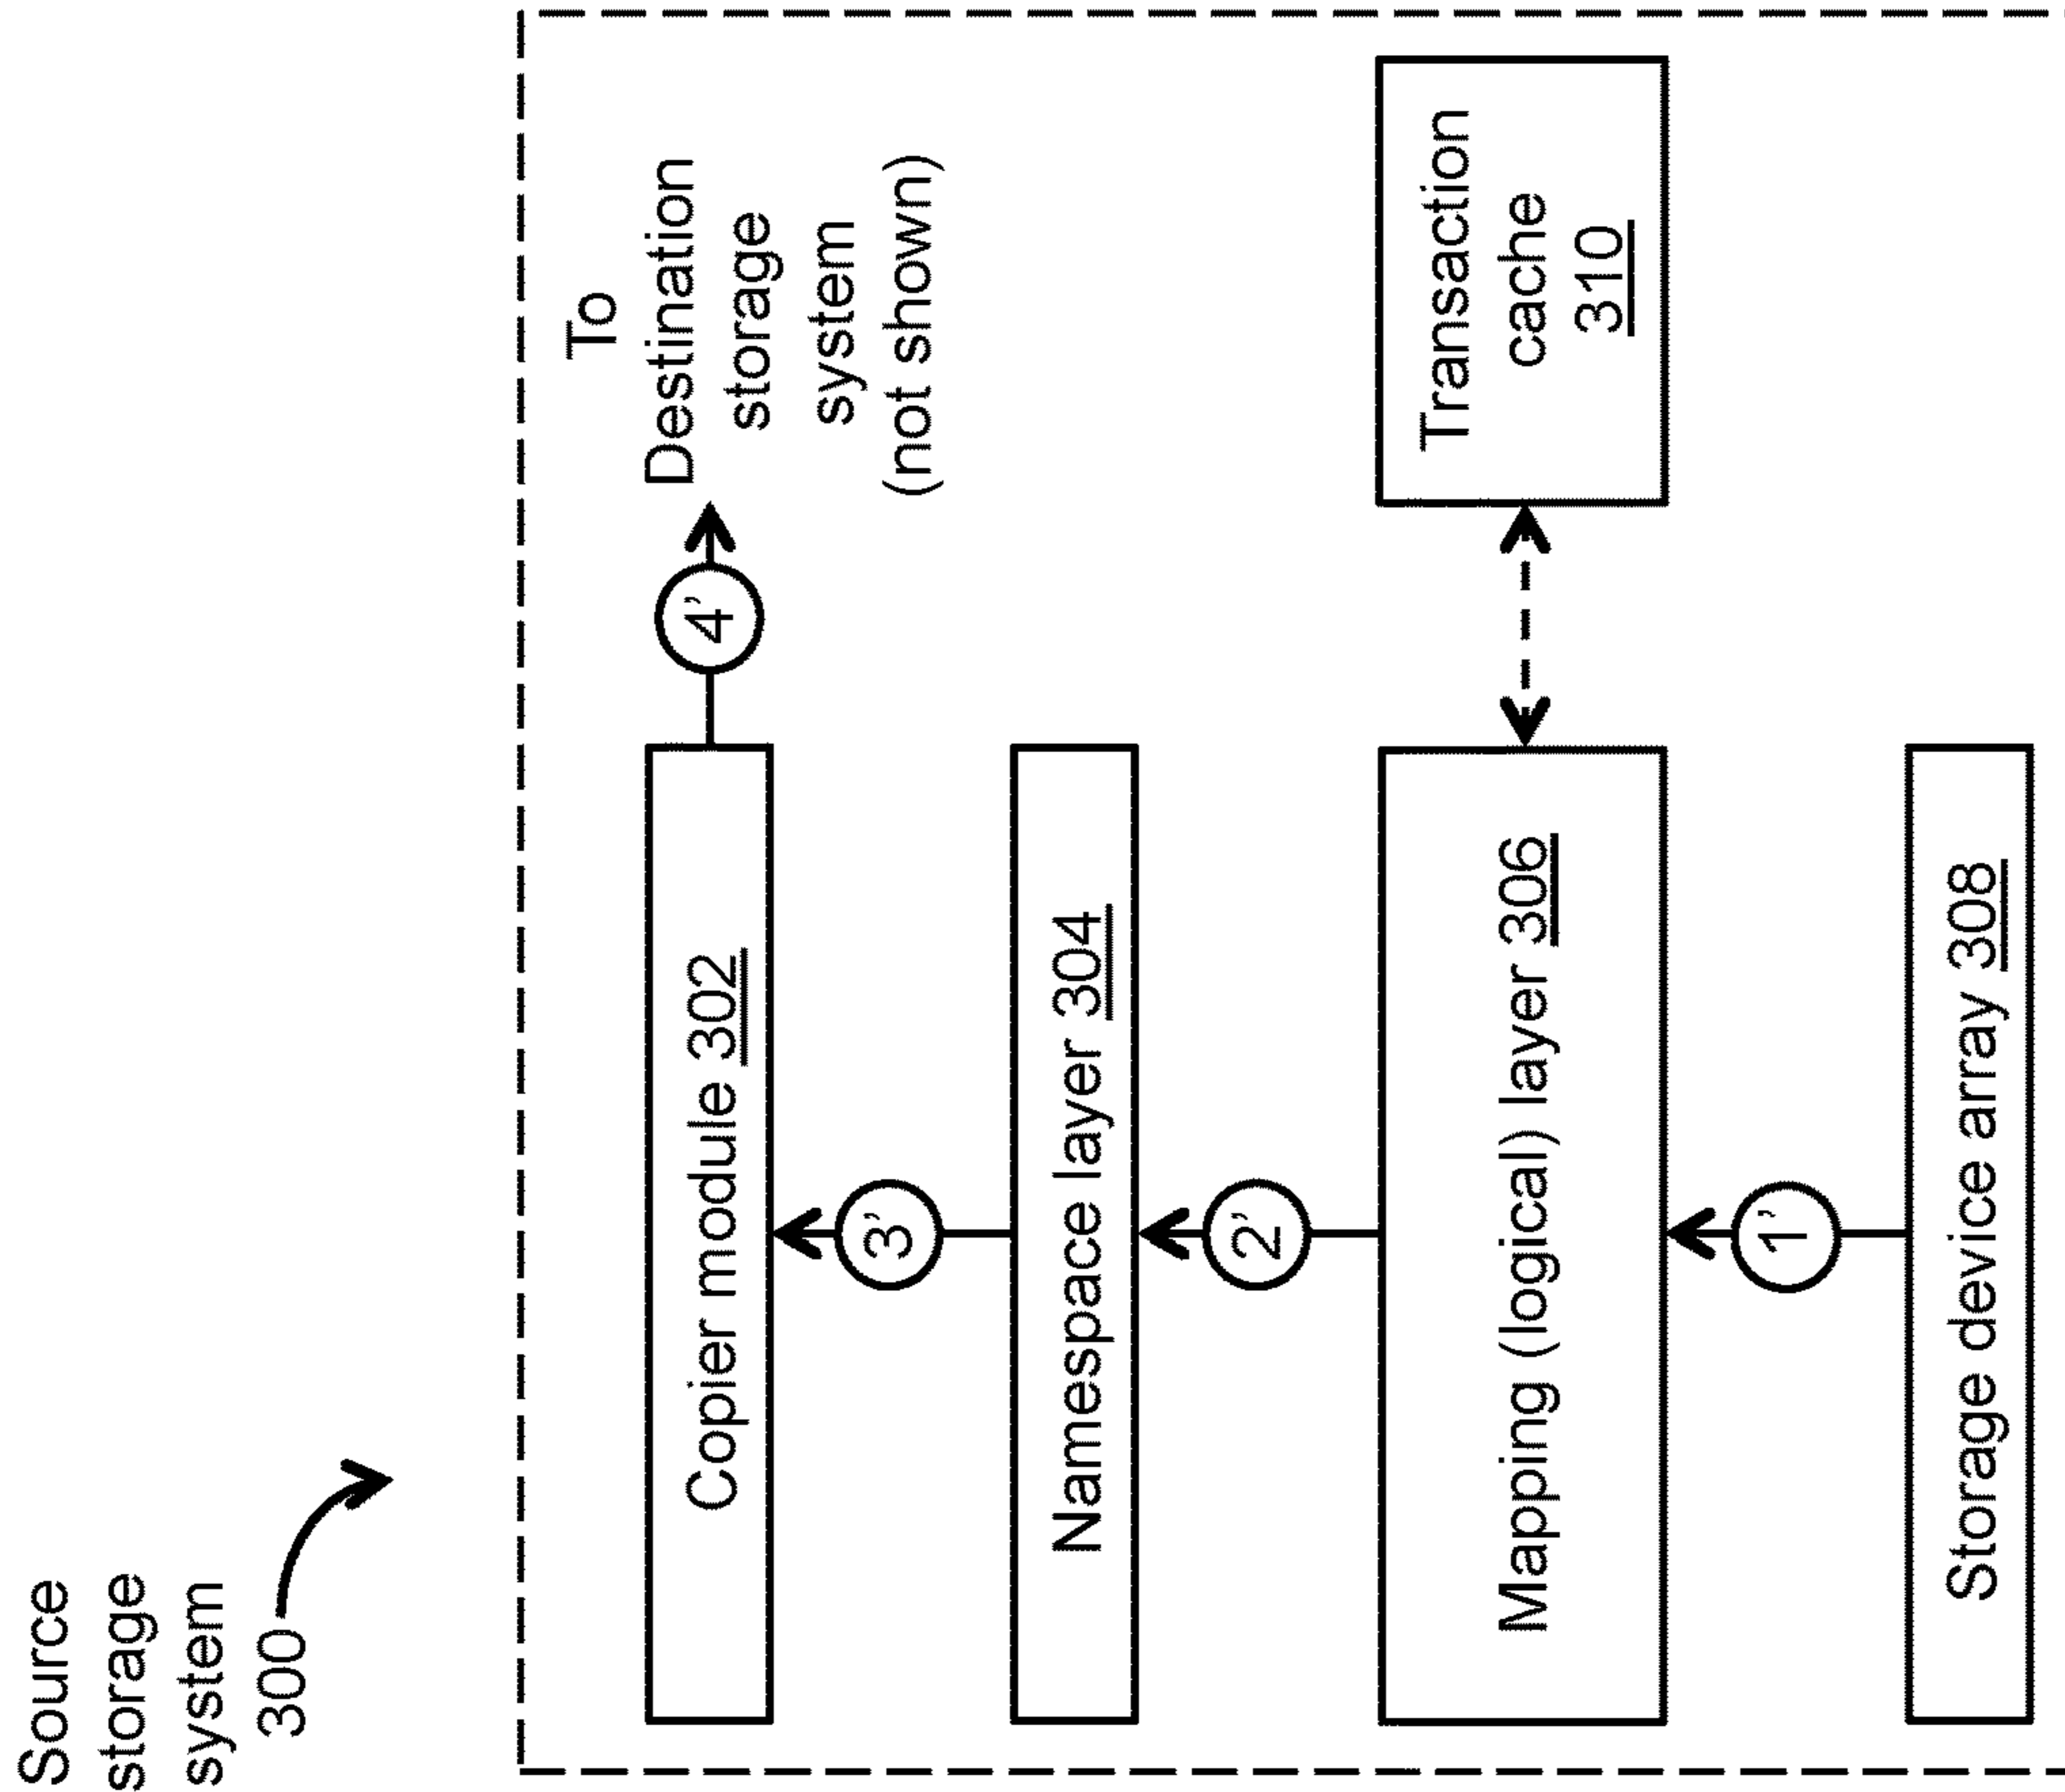 Source
storage
system
300
To
Destination
storage
system
(not shown)
4’
Copier module 302
3’
Namespace layer 304
2’
Mapping (logical) layer 306
Transaction
cache
310
1’
Storage device array 308